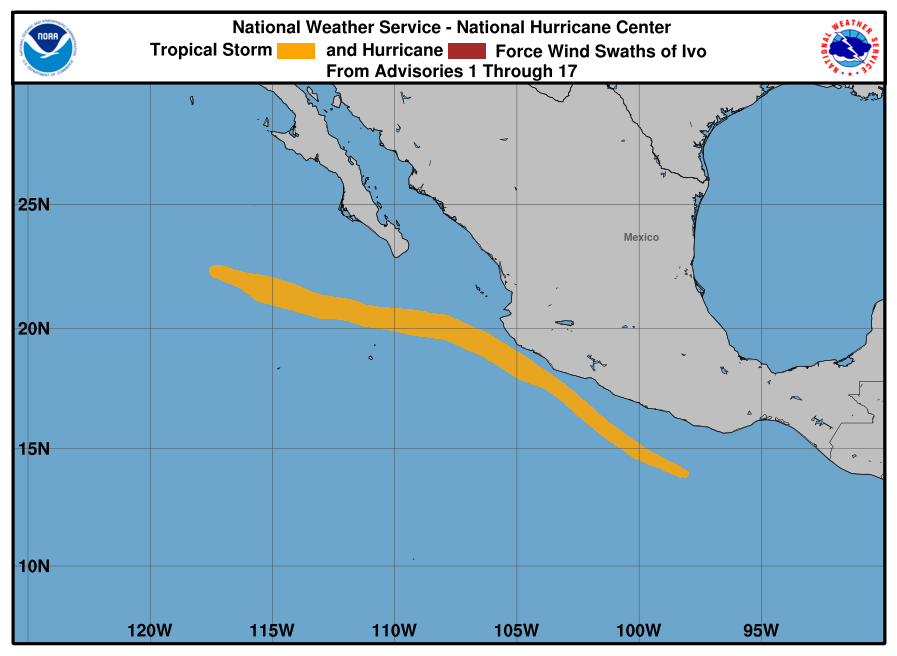 National Weather Service - National Hurricane Center
Tropical Storm and Hurricane Force Wind Swaths of Ivo
From Advisories 1 Through 17
NOAA
NATIONAL WEATHER SERVICE
Mexico
25N
20N
15N
10N
120W 115W 110W 105W 100W 95W